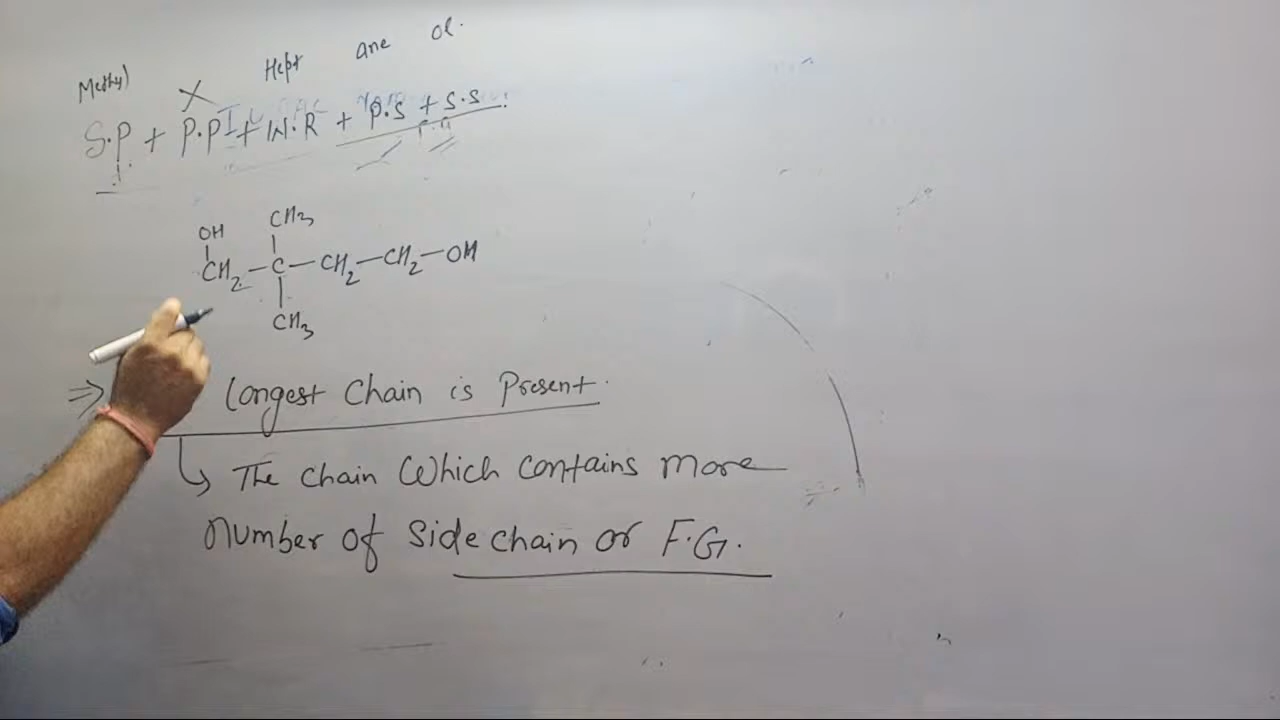 Methyl X Hept ane ol.
S.P + P.P + W.R + P.S + S.S
OH CH3
CH2 — C — CH2 — CH2 — OH
CH3
⇒ Longest Chain is Present.
↳ The chain Which contains more
number of side chain or F.G.